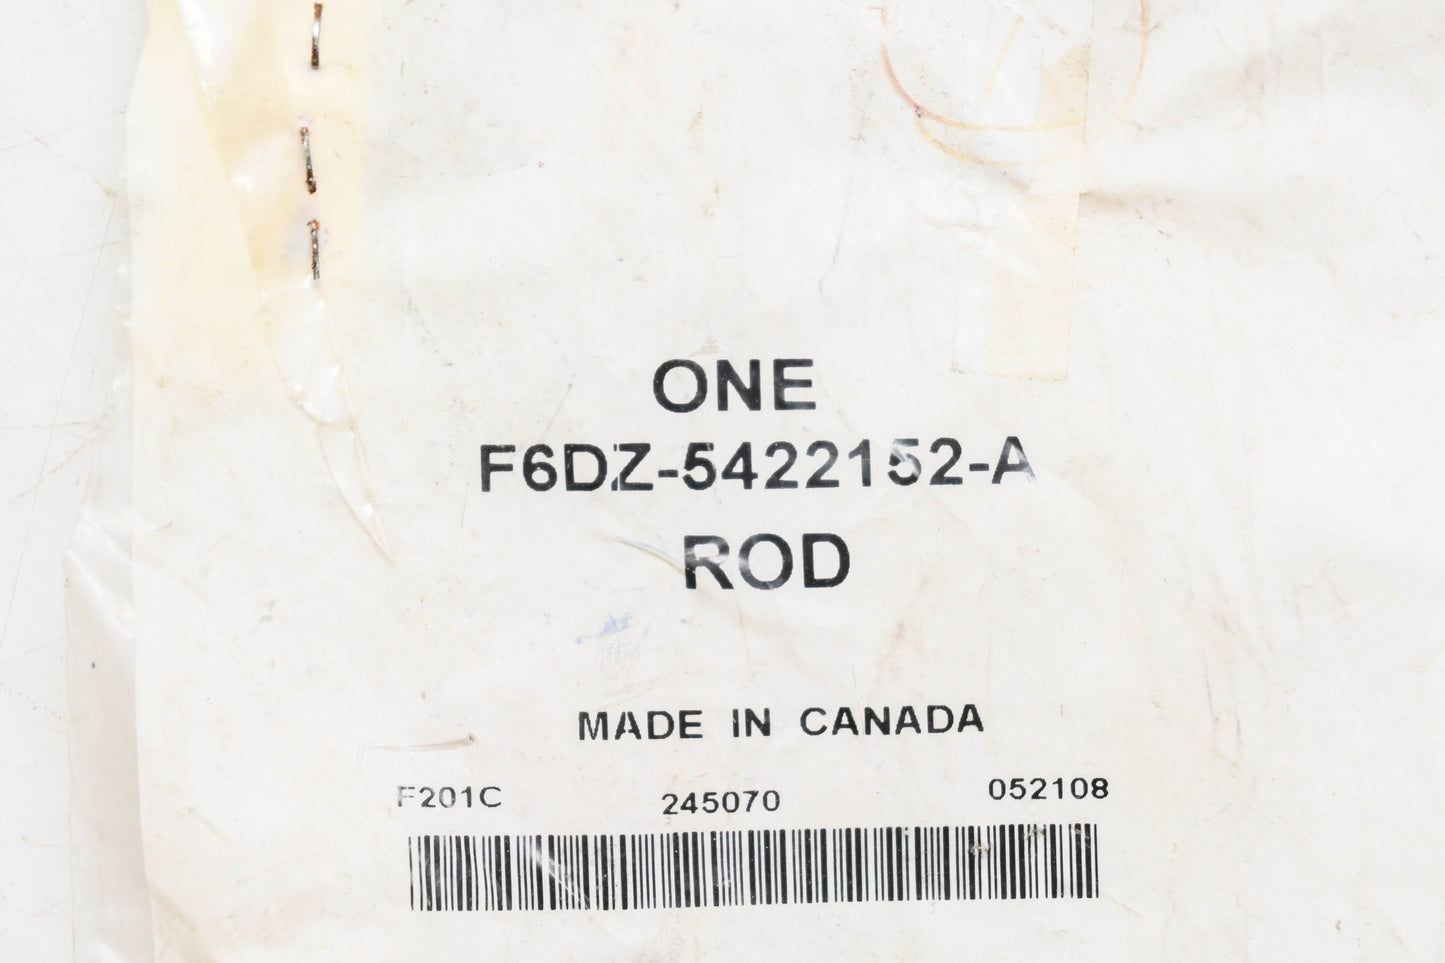 ONE
F6DZ-5422152-A
ROD
MADE IN CANADA
F201C 245070 052108